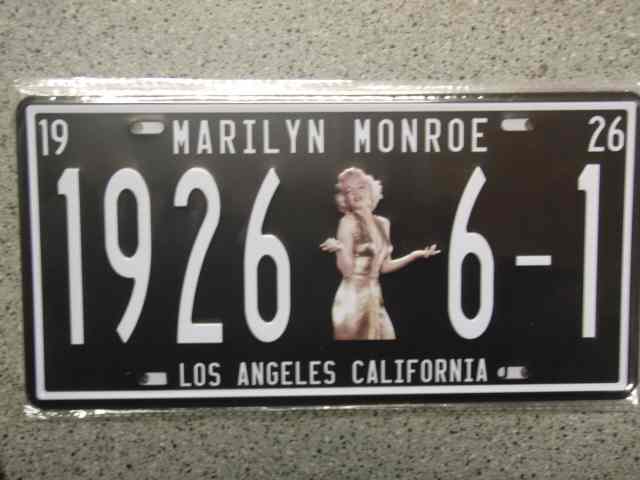 19 MARILYN MONROE 26
1926 6-1
LOS ANGELES CALIFORNIA